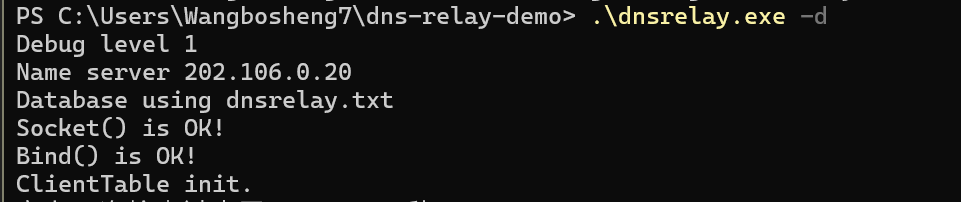 PS C:\Users\Wangbosheng7\dns-relay-demo> .\dnsrelay.exe -d
Debug level 1
Name server 202.106.0.20
Database using dnsrelay.txt
Socket() is OK!
Bind() is OK!
ClientTable init.